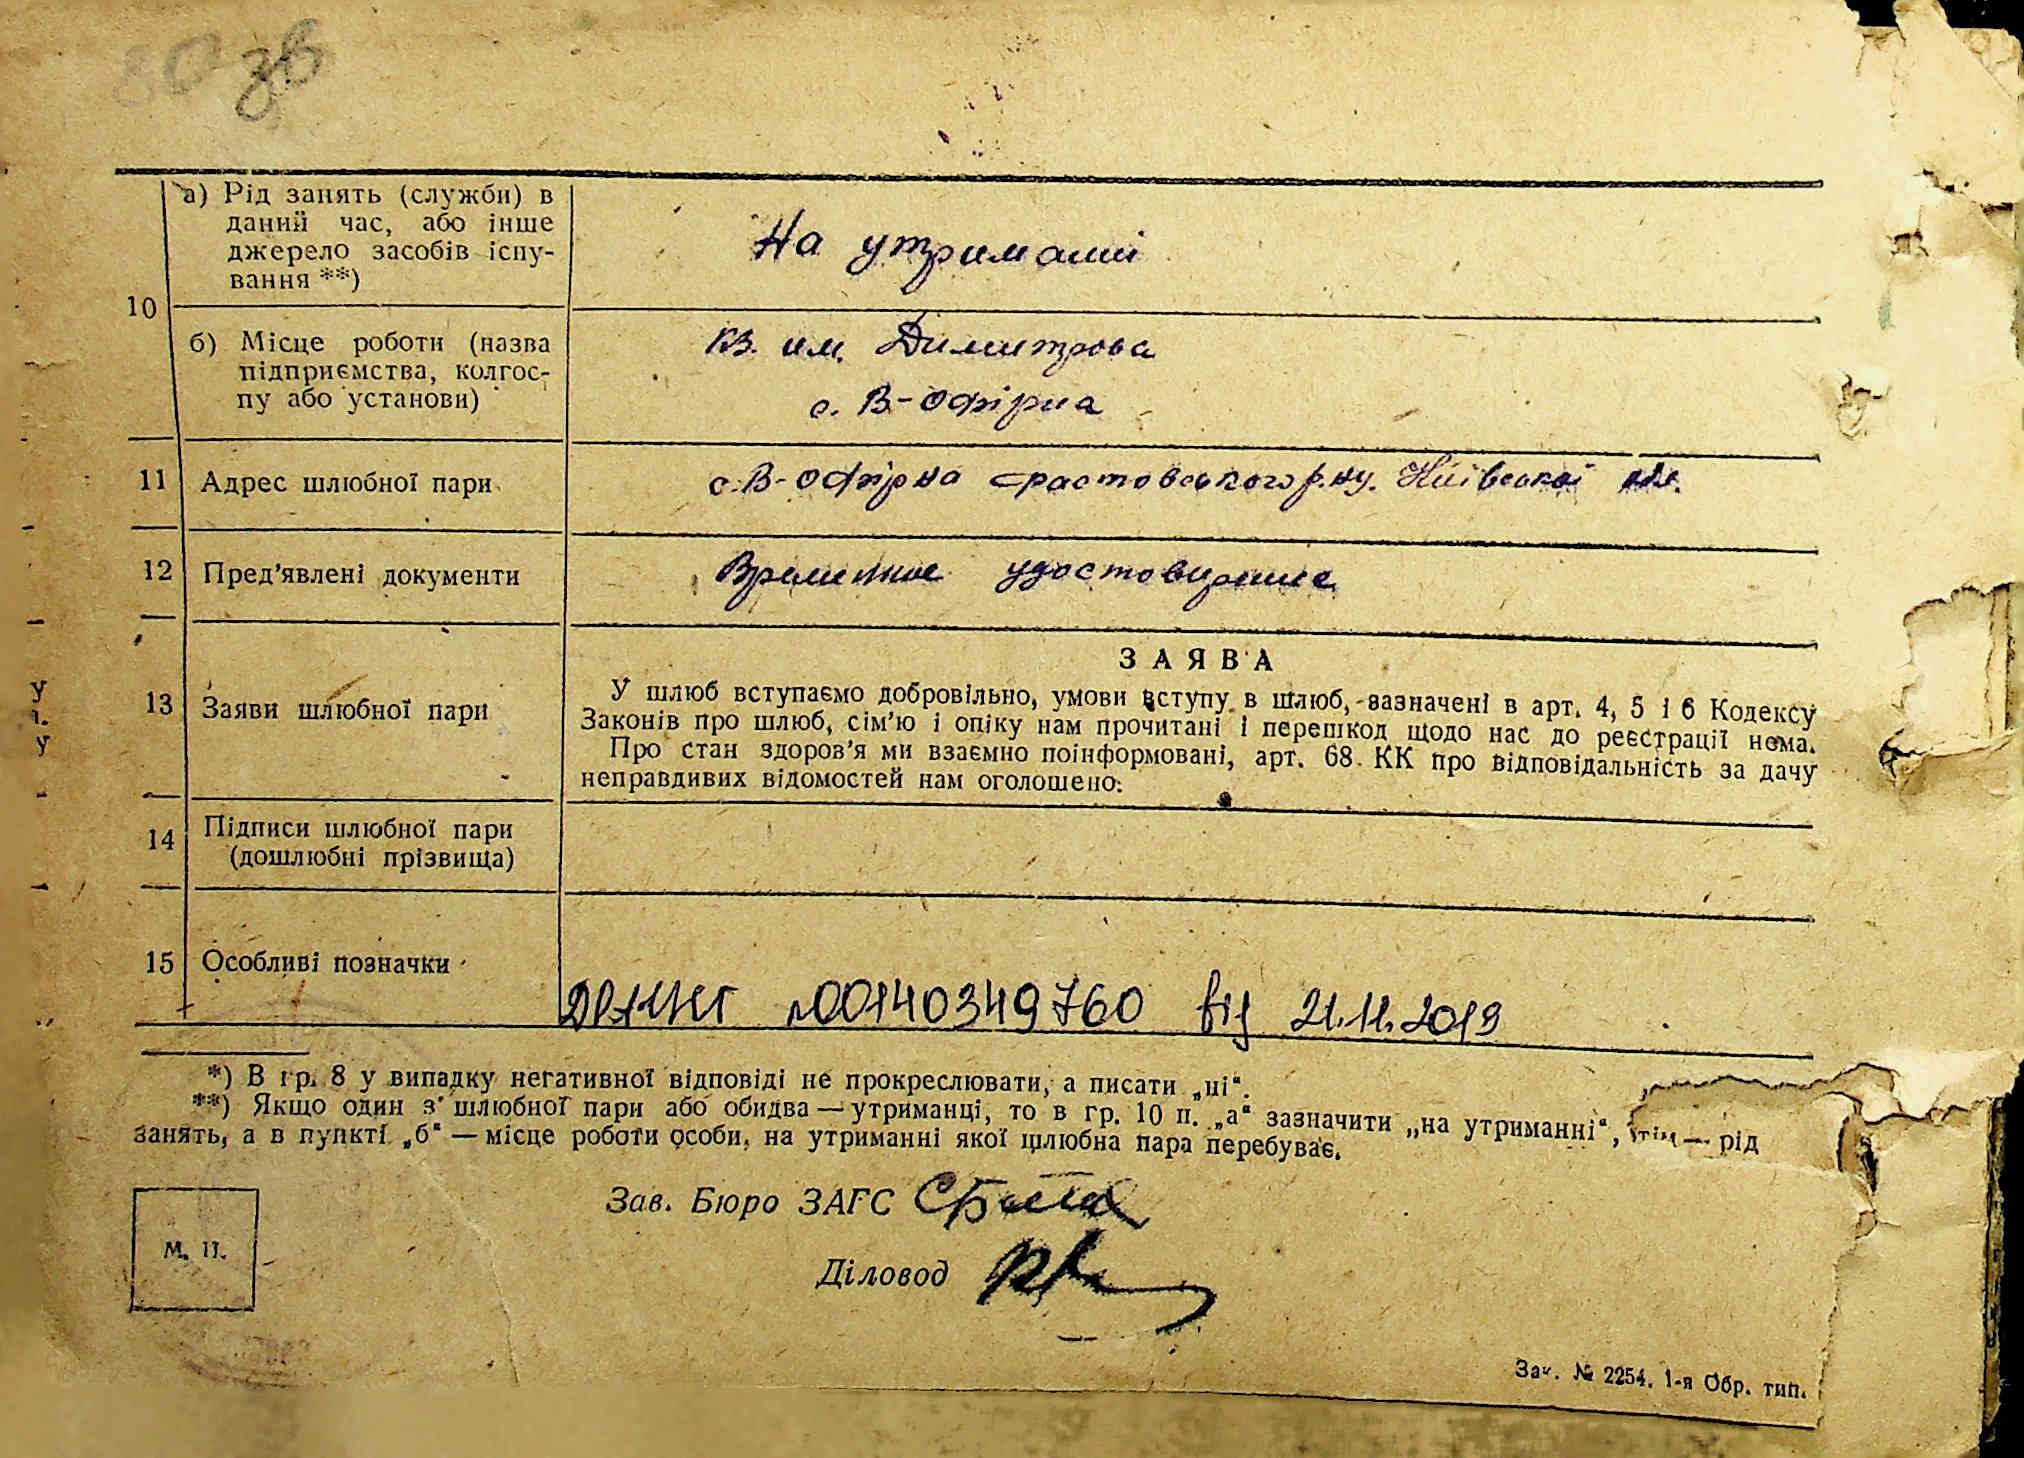 30 зв
10
а) Рід занять (служби) в
даний час, або інше
джерело засобів існу-
вання **)
На утриманні
б) Місце роботи (назва
підприємства, колгос-
пу або установи)
кз. им. Димитрова
с. В-Офірна
11 Адрес шлюбної пари
с. В-Офірна Фастовського р-ну. Київської обл.
12 Пред'явлені документи
Временное удостовирение
13 Заяви шлюбної пари
ЗАЯВА
У шлюб вступаємо добровільно, умови вступу в шлюб, зазначені в арт. 4, 5 і 6 Кодексу
Законів про шлюб, сім'ю і опіку нам прочитані і перешкод щодо нас до реєстрації нема.
Про стан здоров'я ми взаємно поінформовані, арт. 68 КК про відповідальність за дачу
неправдивих відомостей нам оголошено.
14 Підписи шлюбної пари
(дошлюбні прізвища)
15 Особливі позначки
№00140349760 від 21.11.2019
*) В гр. 8 у випадку негативної відповіді не прокреслювати, а писати „ні“.
**) Якщо один з шлюбної пари або обидва — утриманці, то в гр. 10 п. „а“ зазначити „на утриманні“, — рід
занять, а в пункті „б“ — місце роботи особи, на утриманні якої шлюбна пара перебуває.
Зав. Бюро ЗАГС
Діловод
М. П.
Зак. № 2254. 1-я Обр. тип.